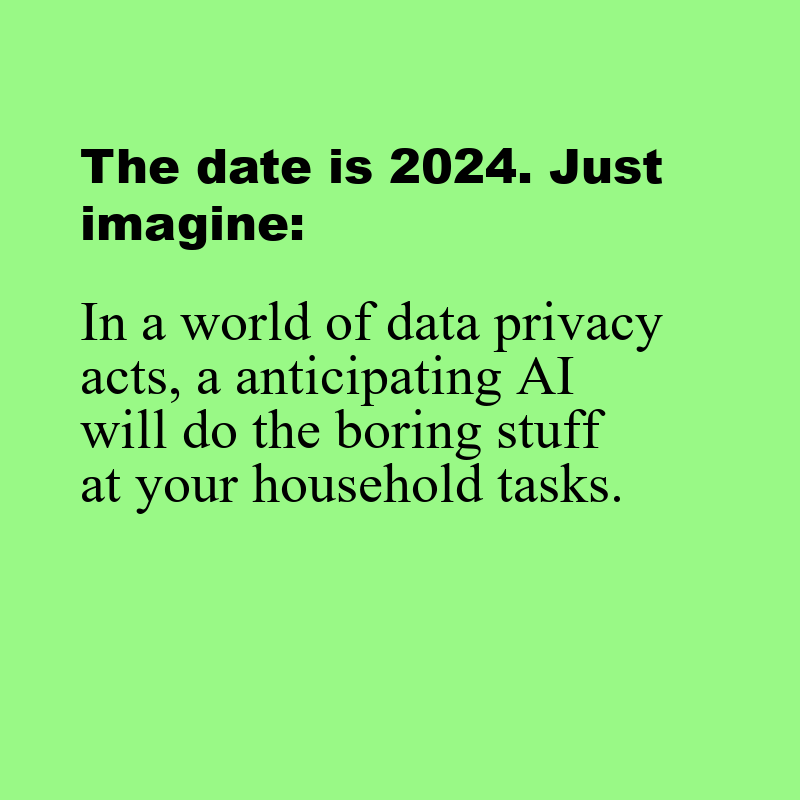 The date is 2024. Just
imagine:
In a world of data privacy
acts, a anticipating AI
will do the boring stuff
at your household tasks.